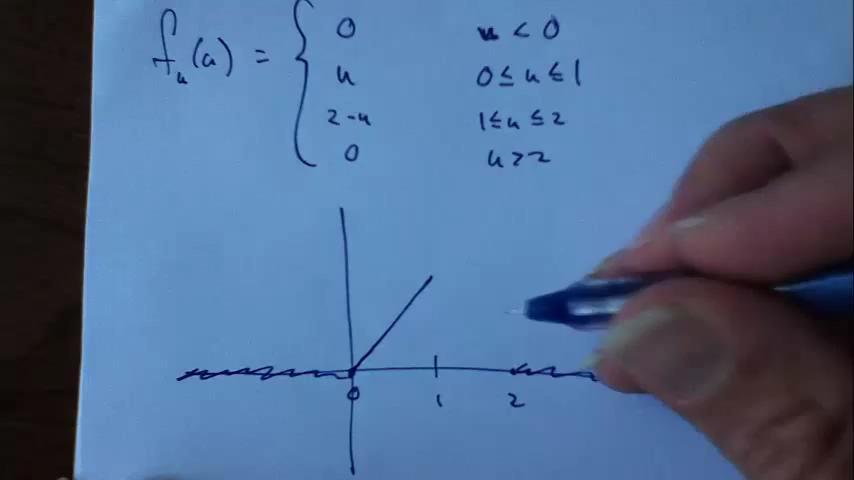 f_u(u) = { 0 u < 0
u 0 ≤ u ≤ 1
2-u 1 ≤ u ≤ 2
0 u > 2
0 1 2